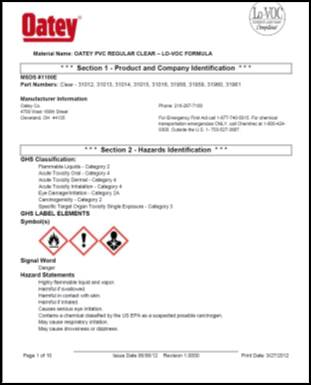 Oatey
Lo-VOC
Compliant
Material Name: OATEY PVC REGULAR CLEAR – LO-VOC FORMULA
* * * Section 1 - Product and Company Identification * * *
MSDS #1100E
Part Numbers: Clear - 31012, 31013, 31014, 31015, 31016, 31958, 31959, 31960, 31961
Manufacturer Information
Oatey Co.
4700 West 160th Street
Cleveland, OH 44135
Phone: 216-267-7100
For Emergency First Aid call 1-877-740-5015. For chemical
transportation emergencies ONLY, call Chemtrec at 1-800-424-
9300. Outside the U.S. 1-703-527-3887
* * * Section 2 - Hazards Identification * * *
GHS Classification:
Flammable Liquids - Category 2
Acute Toxicity Oral - Category 4
Acute Toxicity Dermal - Category 4
Acute Toxicity Inhalation - Category 4
Eye Damage/Irritation - Category 2A
Carcinogenicity - Category 2
Specific Target Organ Toxicity Single Exposure - Category 3
GHS LABEL ELEMENTS
Symbol(s)
Signal Word
Danger
Hazard Statements
Highly flammable liquid and vapor.
Harmful if swallowed.
Harmful in contact with skin.
Harmful if inhaled.
Causes serious eye irritation.
Contains a chemical classified by the US EPA as a suspected possible carcinogen.
May cause respiratory irritation.
May cause drowsiness or dizziness.
Page 1 of 10
Issue Date 06/06/12 Revision 1.0000
Print Date: 3/27/2012